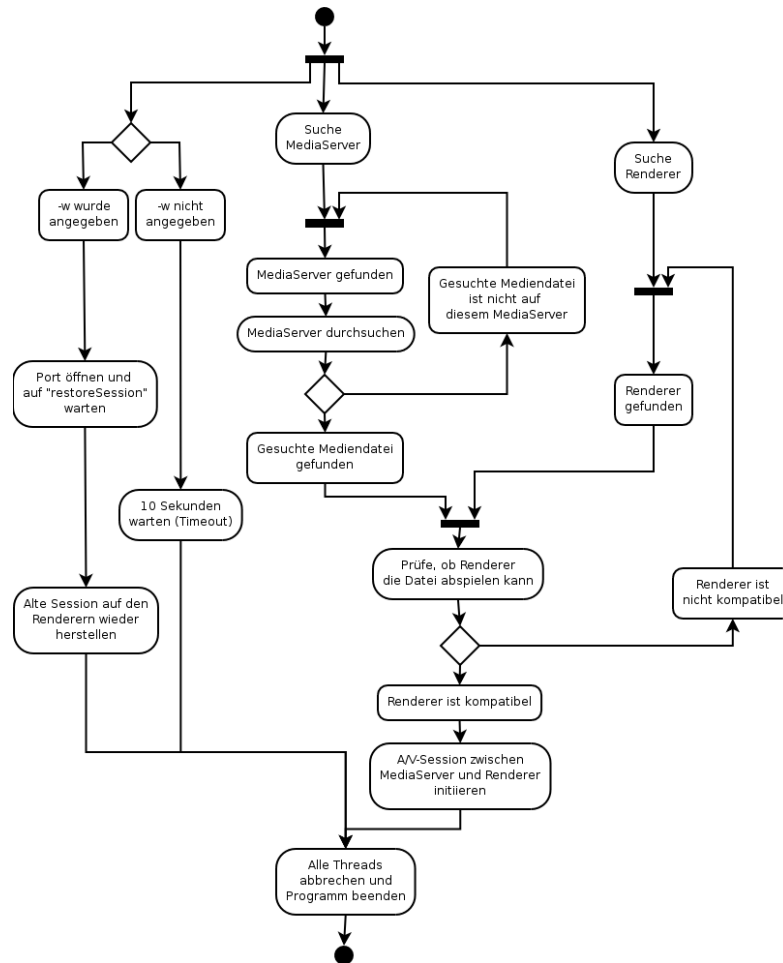 Suche
MediaServer
Suche
Renderer
-w wurde
angegeben
-w nicht
angegeben
MediaServer gefunden
Gesuchte Mediendatei
ist nicht auf
diesem MediaServer
MediaServer durchsuchen
Port öffnen und
auf "restoreSession"
warten
Renderer
gefunden
Gesuchte Mediendatei
gefunden
10 Sekunden
warten (Timeout)
Prüfe, ob Renderer
die Datei abspielen kann
Renderer ist
nicht kompatibel
Alte Session auf den
Renderern wieder
herstellen
Renderer ist kompatibel
A/V-Session zwischen
MediaServer und Renderer
initiieren
Alle Threads
abbrechen und
Programm beenden